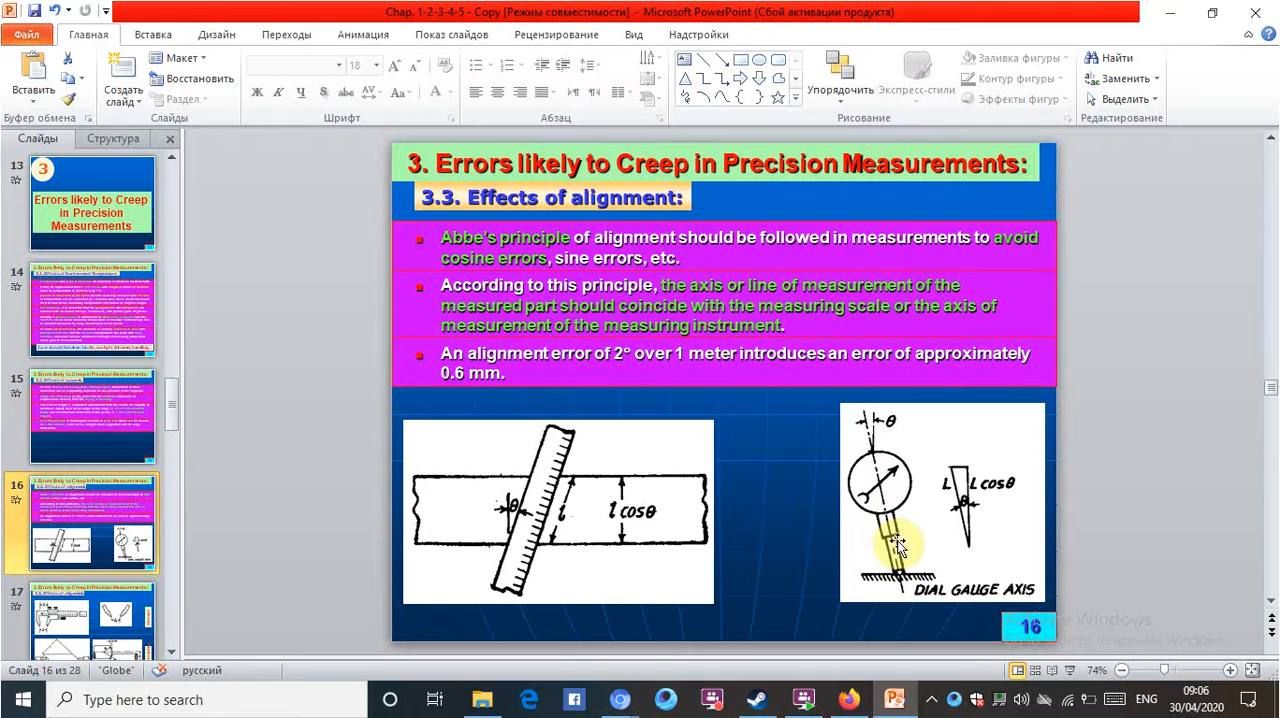 Chap. 1-2-3-4-5 - Copy [Режим совместимости] - Microsoft PowerPoint (Сбой активации продукта)
Файл Главная Вставка Дизайн Переходы Анимация Показ слайдов Рецензирование Вид Надстройки
Вставить
Создать слайд
Макет
Восстановить
Раздел
18
Ж К Ч S abc AV Aa A
Упорядочить
Экспресс-стили
Заливка фигуры
Контур фигуры
Эффекты фигур
Найти
Заменить
Выделить
Буфер обмена Слайды Шрифт Абзац Рисование Редактирование
Слайды Структура
13
3
Errors likely to Creep
in Precision
Measurements
14
15
16
17
3. Errors likely to Creep in Precision Measurements:
3.3. Effects of alignment:
Abbe's principle of alignment should be followed in measurements to avoid
cosine errors, sine errors, etc.
According to this principle, the axis or line of measurement of the
measured part should coincide with the measuring scale or the axis of
measurement of the measuring instrument.
An alignment error of 2° over 1 meter introduces an error of approximately
0.6 mm.
θ l l cosθ
θ
L L cosθ
θ
DIAL GAUGE AXIS
16
Слайд 16 из 28 "Globe" русский 74%
Type here to search
ENG
09:06
30/04/2020